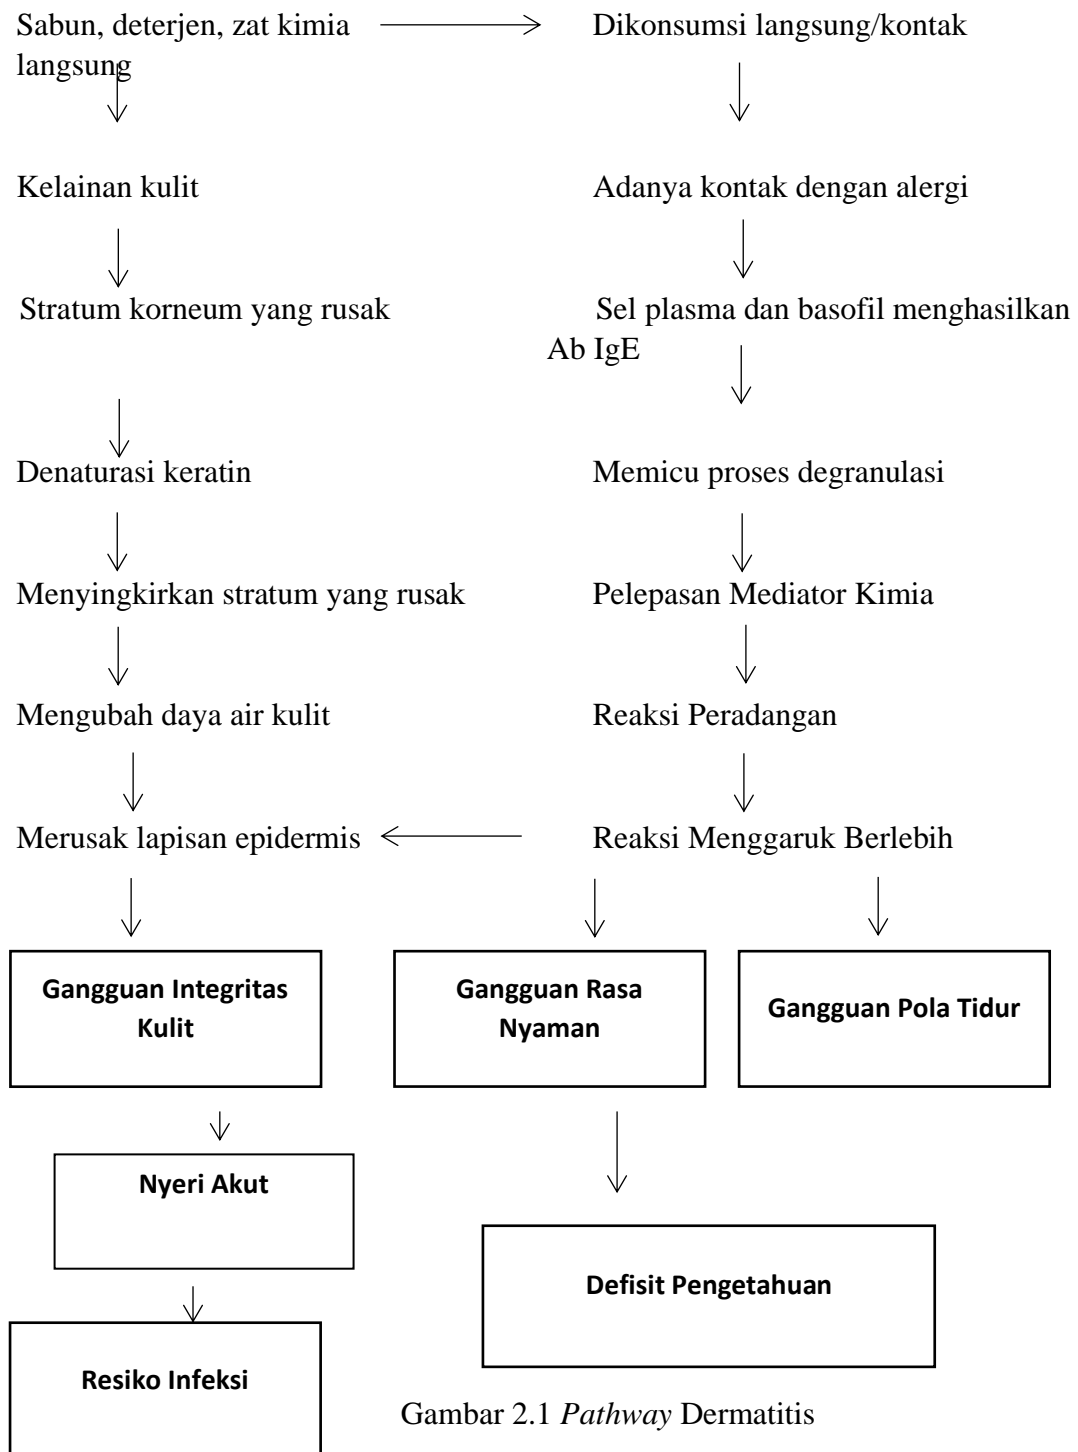 Sabun, deterjen, zat kimia
langsung
Dikonsumsi langsung/kontak
Kelainan kulit
Adanya kontak dengan alergi
Stratum korneum yang rusak
Sel plasma dan basofil menghasilkan
Ab IgE
Denaturasi keratin
Memicu proses degranulasi
Menyingkirkan stratum yang rusak
Pelepasan Mediator Kimia
Mengubah daya air kulit
Reaksi Peradangan
Merusak lapisan epidermis
Reaksi Menggaruk Berlebih
Gangguan Integritas
Kulit
Gangguan Rasa
Nyaman
Gangguan Pola Tidur
Nyeri Akut
Defisit Pengetahuan
Resiko Infeksi
Gambar 2.1 Pathway Dermatitis